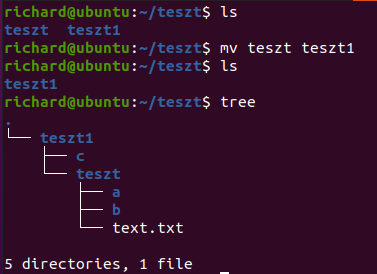 richard@ubuntu:~/teszt$ ls
teszt  teszt1
richard@ubuntu:~/teszt$ mv teszt teszt1
richard@ubuntu:~/teszt$ ls
teszt1
richard@ubuntu:~/teszt$ tree
.
└── teszt1
    ├── c
    └── teszt
        ├── a
        ├── b
        └── text.txt

5 directories, 1 file